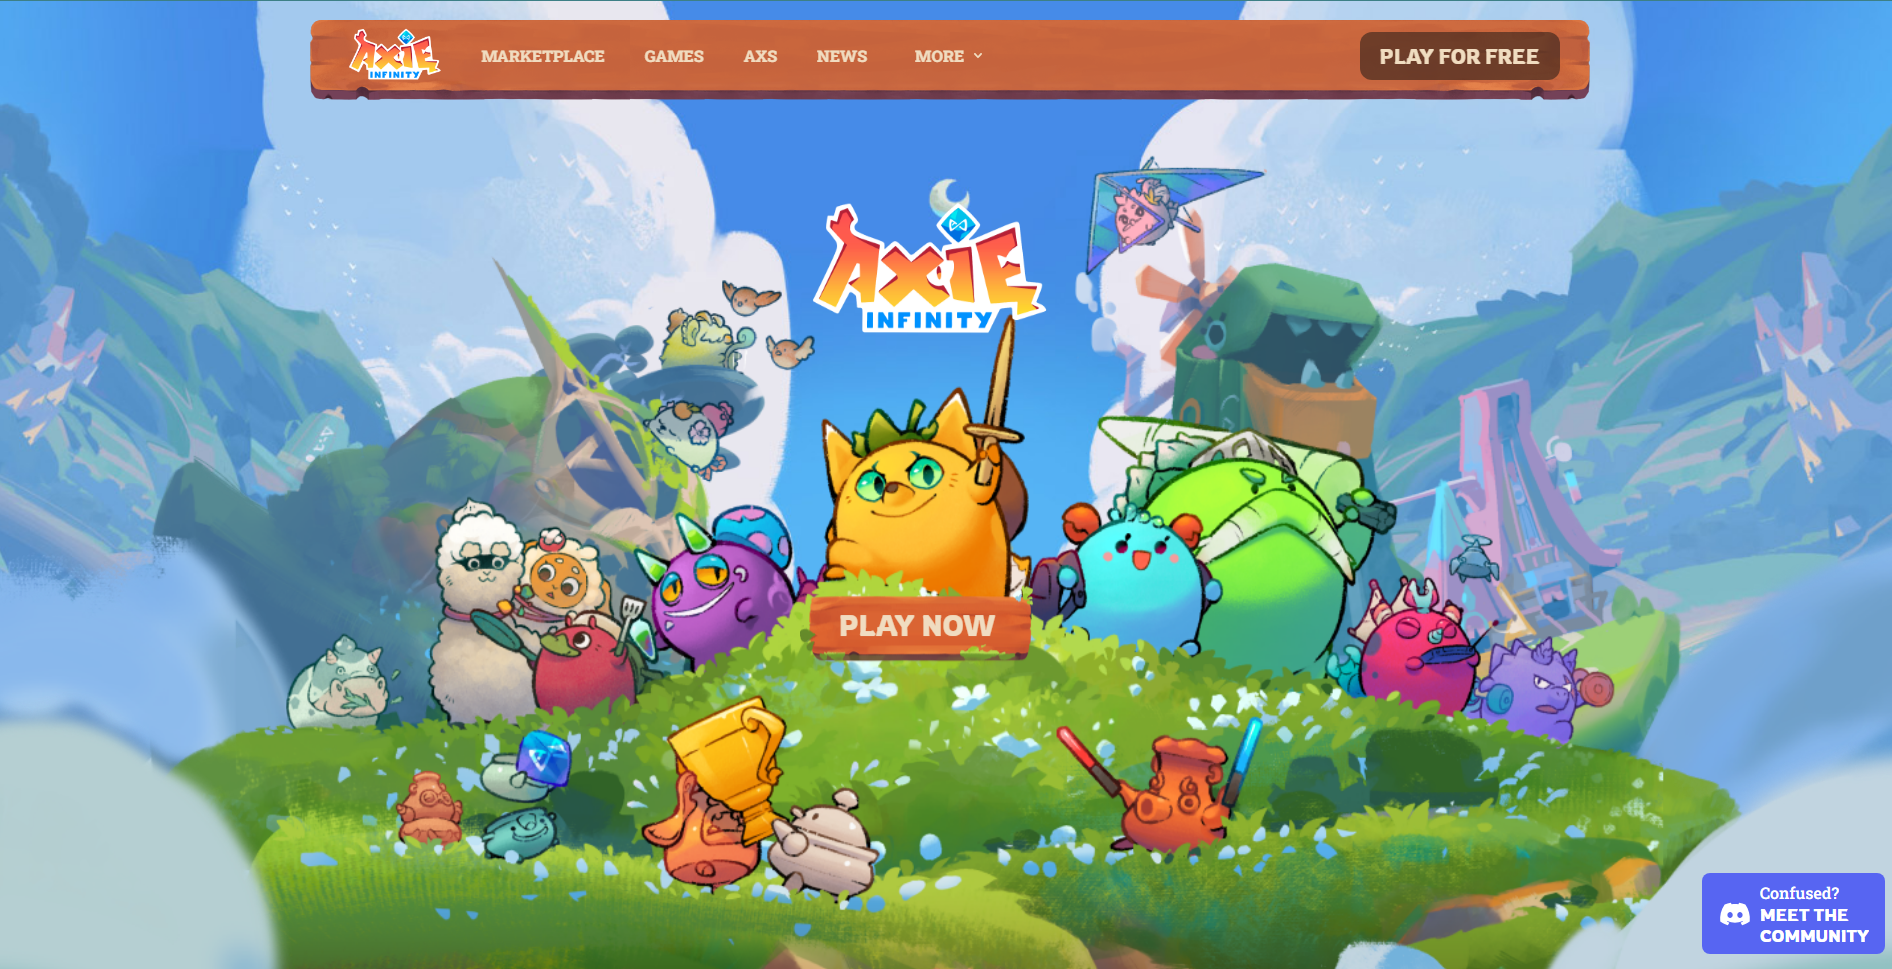 AXIE
INFINITY
MARKETPLACE
GAMES
AXS
NEWS
MORE
PLAY FOR FREE
AXIE
INFINITY
PLAY NOW
Confused?
MEET THE
COMMUNITY